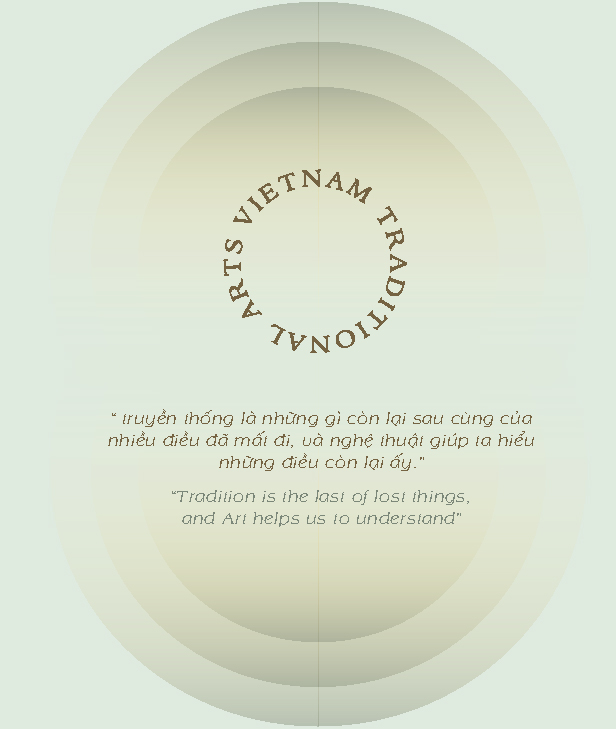 VIETNAM TRADITIONAL ARTS
“ truyền thống là những gì còn lại sau cùng của
nhiều điều đã mất đi, và nghệ thuật giúp ta hiểu
những điều còn lại ấy.”
“Tradition is the last of lost things,
and Art helps us to understand”